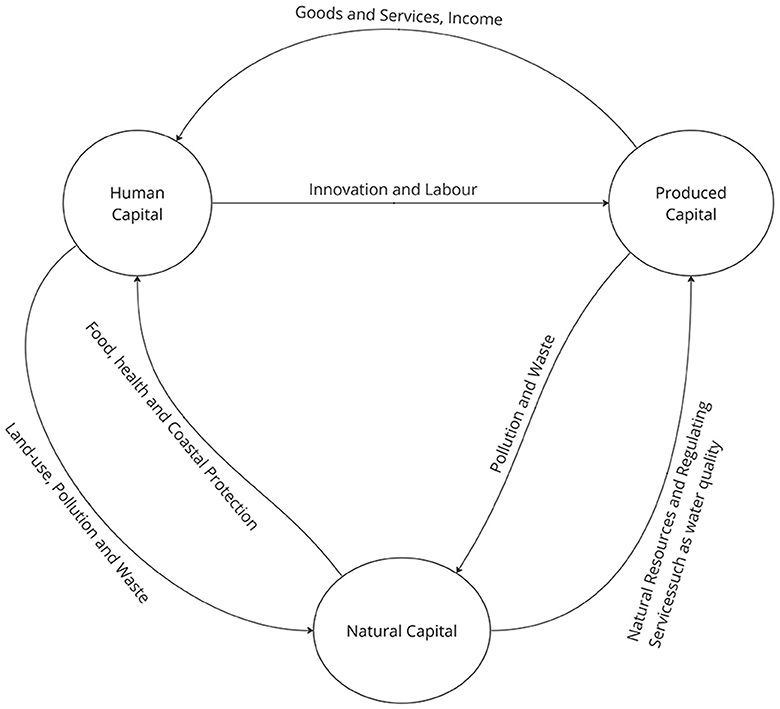 Goods and Services, Income
Human
Capital
Innovation and Labour
Produced
Capital
Food, health and Coastal Protection
Land-use, Pollution and Waste
Pollution and Waste
Natural Resources and Regulating
Servicessuch as water quality
Natural Capital